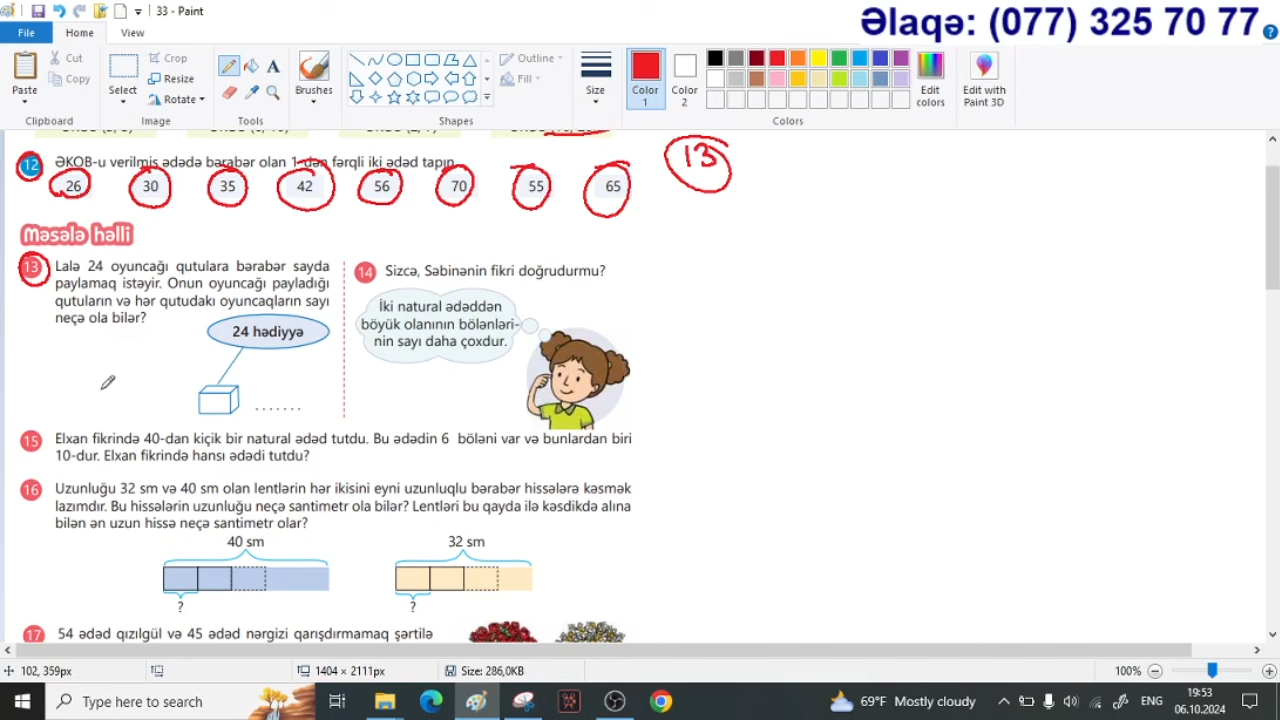 33 - Paint
Əlaqə: (077) 325 70 77
File
Home
View
Paste
Cut
Copy
Clipboard
Select
Crop
Resize
Rotate
Image
Tools
Brushes
Shapes
Outline
Fill
Size
Color 1
Color 2
Edit colors
Edit with Paint 3D
Colors
13
12 ƏKOB-u verilmiş ədədə bərabər olan 1-dən fərqli iki ədəd tapın.
26 30 35 42 56 70 55 65
Məsələ həlli
13 Lalə 24 oyuncağı qutulara bərabər sayda
paylamaq istəyir. Onun oyuncağı payladığı
qutuların və hər qutudakı oyuncaqların sayı
neçə ola bilər?
24 hədiyyə
.......
14 Sizcə, Səbinənin fikri doğrudurmu?
İki natural ədəddən
böyük olanının bölənləri-
nin sayı daha çoxdur.
15 Elxan fikrində 40-dan kiçik bir natural ədəd tutdu. Bu ədədin 6 böləni var və bunlardan biri
10-dur. Elxan fikrində hansı ədədi tutdu?
16 Uzunluğu 32 sm və 40 sm olan lentlərin hər ikisini eyni uzunluqlu bərabər hissələrə kəsmək
lazımdır. Bu hissələrin uzunluğu neçə santimetr ola bilər? Lentləri bu qayda ilə kəsdikdə alına
bilən ən uzun hissə neçə santimetr olar?
40 sm 32 sm
? ?
17 54 ədəd qızılgül və 45 ədəd nərgizi qarışdırmamaq şərtilə
102, 359px
1404 × 2111px
Size: 286,0KB
100%
Type here to search
69°F Mostly cloudy
ENG
19:53
06.10.2024